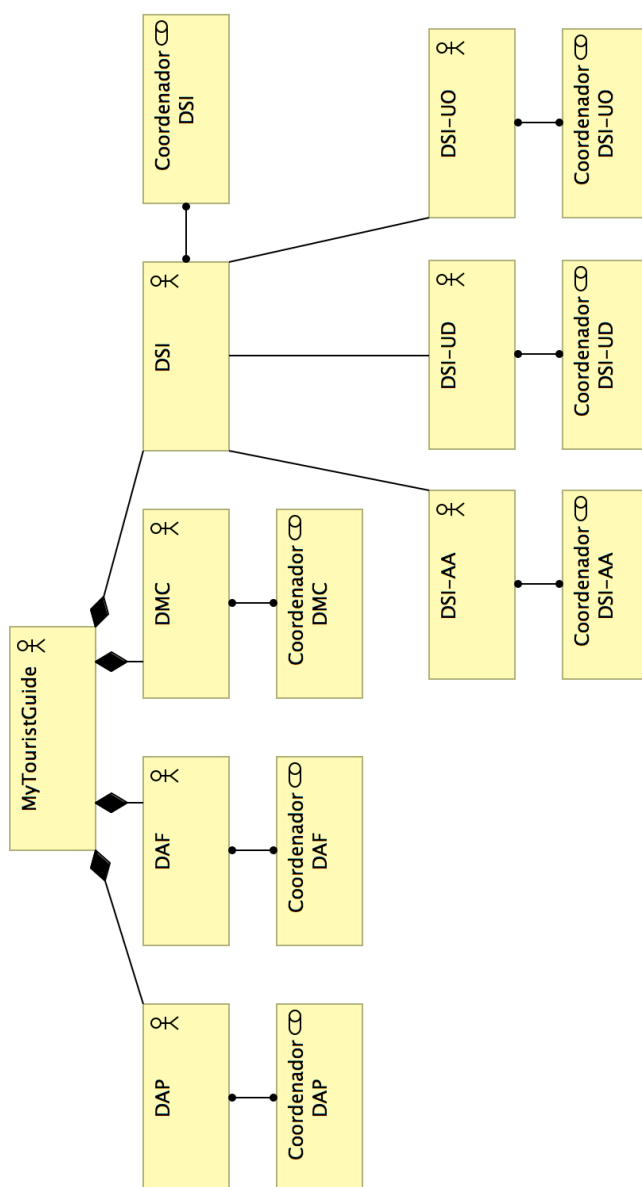 MyTouristGuide
DAP
DAF
DMC
DSI
Coordenador
DSI
Coordenador
DAP
Coordenador
DAF
Coordenador
DMC
DSI-AA
DSI-UD
DSI-UO
Coordenador
DSI-AA
Coordenador
DSI-UD
Coordenador
DSI-UO